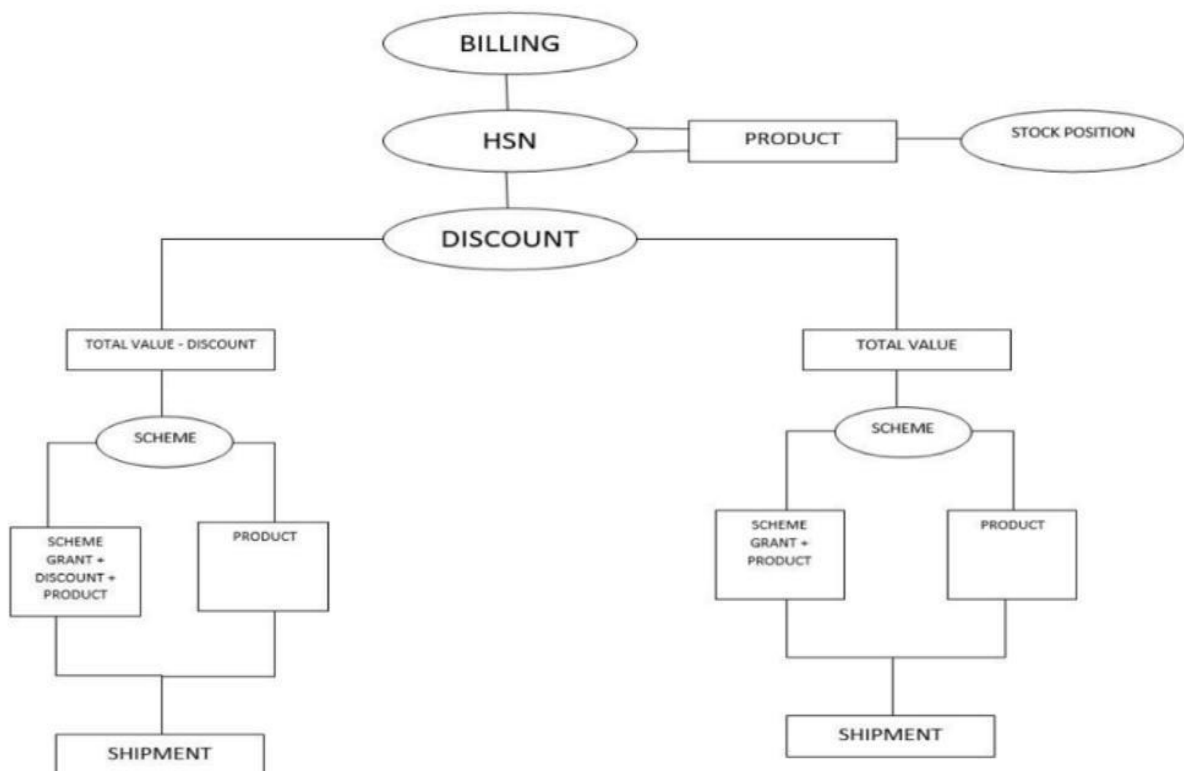 BILLING
HSN
PRODUCT
STOCK POSITION
DISCOUNT
TOTAL VALUE - DISCOUNT
TOTAL VALUE
SCHEME
SCHEME
SCHEME
GRANT +
DISCOUNT +
PRODUCT
PRODUCT
SCHEME
GRANT +
PRODUCT
PRODUCT
SHIPMENT
SHIPMENT